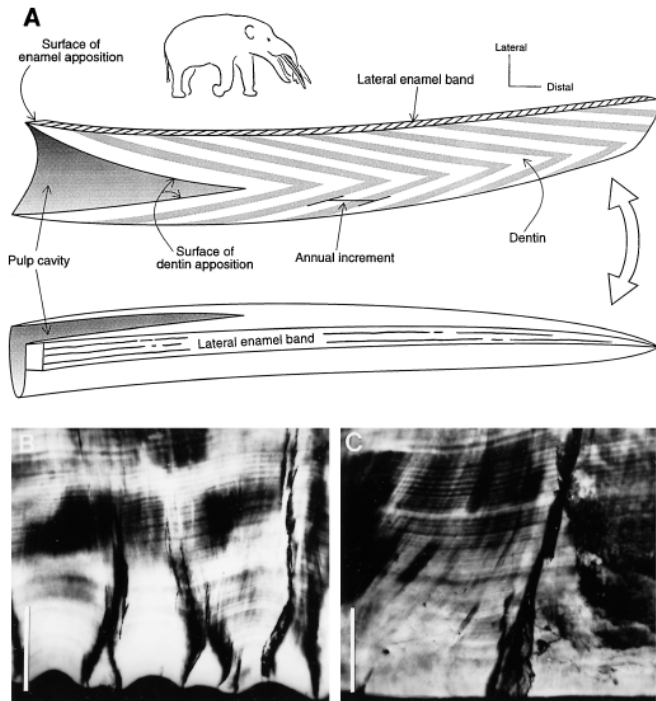 A
Surface of
enamel apposition
Lateral
Distal
Lateral enamel band
Pulp cavity
Surface of
dentin apposition
Annual increment
Dentin
Lateral enamel band
B
C